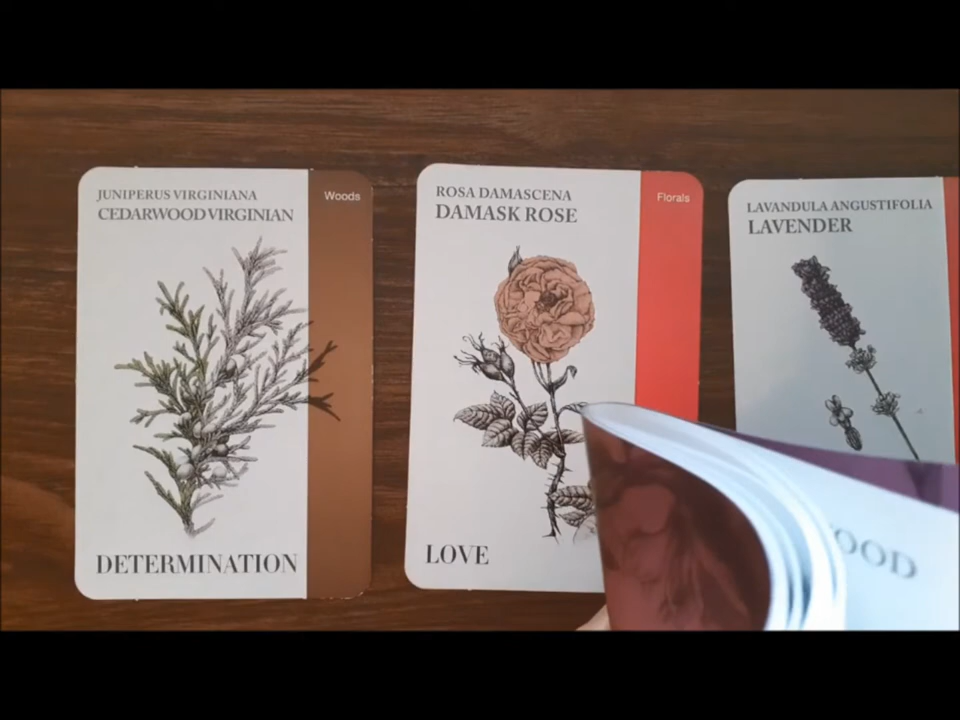 JUNIPERUS VIRGINIANA
CEDARWOOD VIRGINIAN
Woods
DETERMINATION
ROSA DAMASCENA
DAMASK ROSE
Florals
LOVE
LAVANDULA ANGUSTIFOLIA
LAVENDER